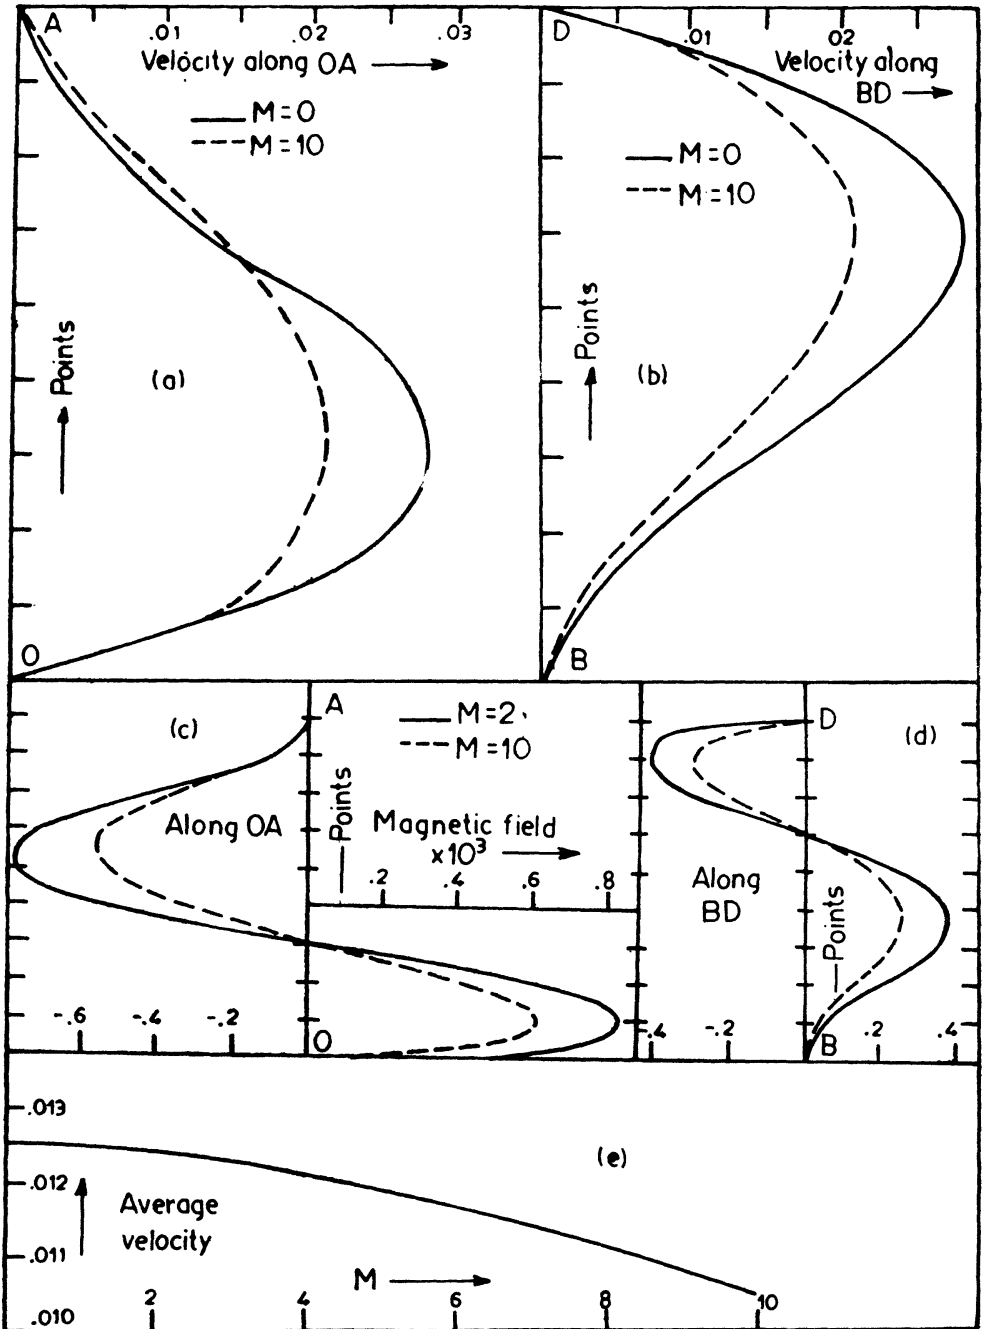 A
.01
.02
.03
Velocity along OA
M=0
M=10
(a)
Points
O
D
.01
02
Velocity along
BD
M=0
M=10
(b)
Points
B
(c)
A
M=2
M=10
Along OA
Points
Magnetic field
×10³
.2
.4
.6
.8
-.6
-.4
-.2
O
D
(d)
Along
BD
Points
-.4
-.2
B
.2
.4
.013
.012
.011
.010
Average
velocity
(e)
M
2
4
6
8
10